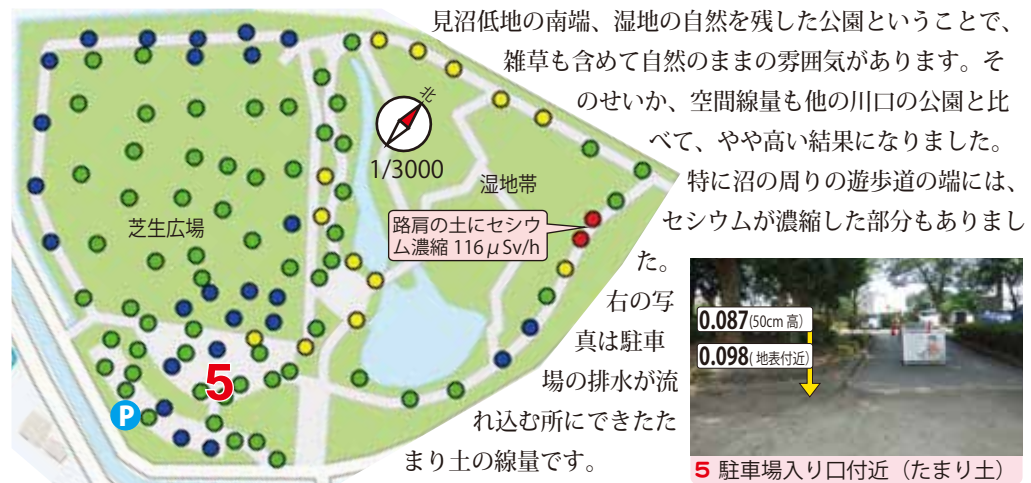 見沼低地の南端、湿地の自然を残した公園ということで、
雑草も含めて自然のままの雰囲気があります。そ
のせいか、空間線量も他の川口の公園と比
べて、やや高い結果になりました。
特に沼の周りの遊歩道の端には、
セシウムが濃縮した部分もありまし
た。
右の写
真は駐車
場の排水が流
れ込む所にできたた
まり土の線量です。
北
1/3000
湿地帯
芝生広場
路肩の土にセシウ
ム濃縮 116μSv/h
5
P
0.087(50cm 高)
0.098(地表付近)
5 駐車場入り口付近（たまり土）